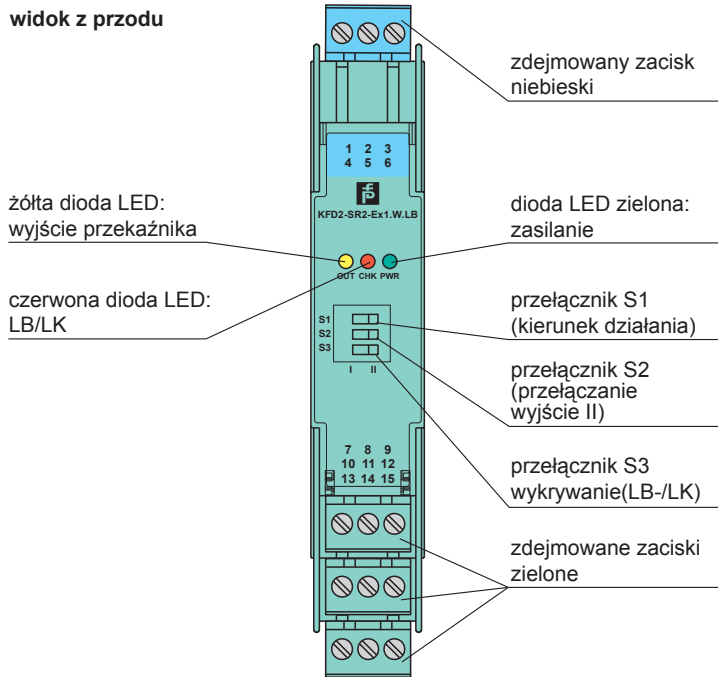 widok z przodu
zdejmowany zacisk
niebieski
1 2 3
4 5 6
KFD2-SR2-Ex1.W.LB
żółta dioda LED:
wyjście przekaźnika
dioda LED zielona:
zasilanie
OUT CHK PWR
czerwona dioda LED:
LB/LK
przełącznik S1
(kierunek działania)
S1
S2
S3
I II
przełącznik S2
(przełączanie
wyjście II)
7 8 9
10 11 12
13 14 15
przełącznik S3
wykrywanie(LB-/LK)
zdejmowane zaciski
zielone